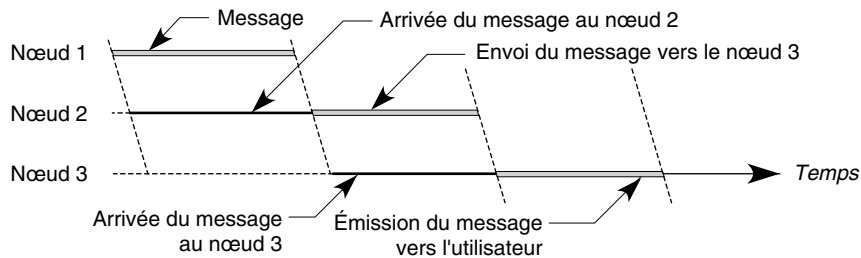 Message
Arrivée du message au nœud 2
Nœud 1
Envoi du message vers le nœud 3
Nœud 2
Nœud 3
Temps
Arrivée du message
au nœud 3
Émission du message
vers l'utilisateur